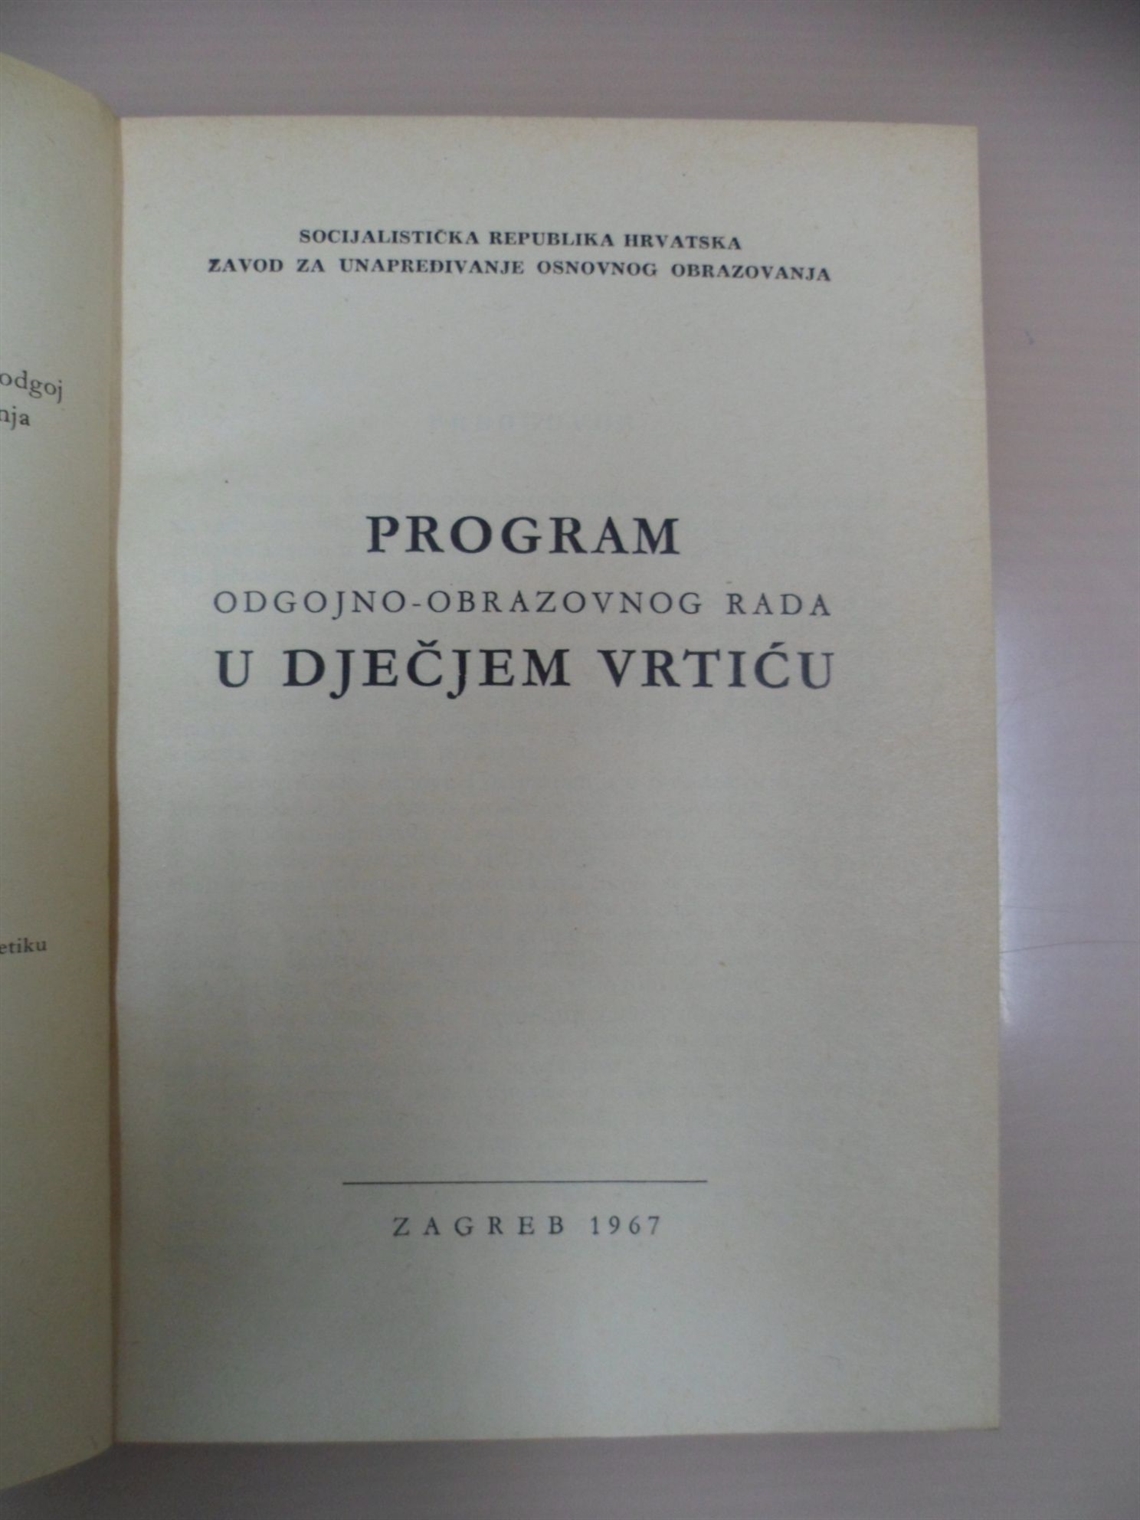 SOCIJALISTIČKA REPUBLIKA HRVATSKA
ZAVOD ZA UNAPREĐIVANJE OSNOVNOG OBRAZOVANJA
odgoj
nja
PROGRAM
ODGOJNO-OBRAZOVNOG RADA
U DJEČJEM VRTIĆU
etiku
ZAGREB 1967